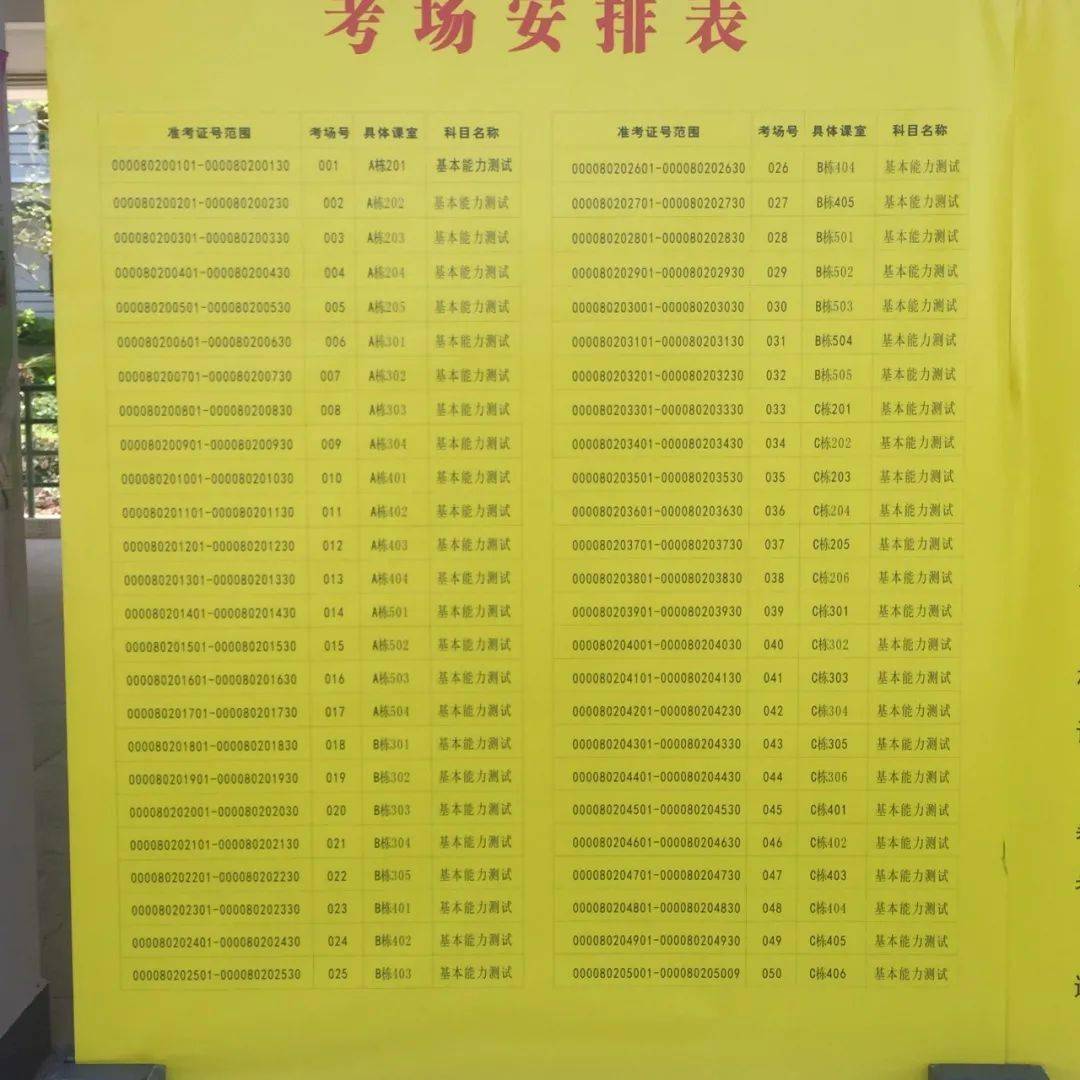 考场安排表
准考证号范围 考场号 具体课室 科目名称
000080200101-000080200130 001 A栋201 基本能力测试
000080200201-000080200230 002 A栋202 基本能力测试
000080200301-000080200330 003 A栋203 基本能力测试
000080200401-000080200430 004 A栋204 基本能力测试
000080200501-000080200530 005 A栋205 基本能力测试
000080200601-000080200630 006 A栋301 基本能力测试
000080200701-000080200730 007 A栋302 基本能力测试
000080200801-000080200830 008 A栋303 基本能力测试
000080200901-000080200930 009 A栋304 基本能力测试
000080201001-000080201030 010 A栋401 基本能力测试
000080201101-000080201130 011 A栋402 基本能力测试
000080201201-000080201230 012 A栋403 基本能力测试
000080201301-000080201330 013 A栋404 基本能力测试
000080201401-000080201430 014 A栋501 基本能力测试
000080201501-000080201530 015 A栋502 基本能力测试
000080201601-000080201630 016 A栋503 基本能力测试
000080201701-000080201730 017 A栋504 基本能力测试
000080201801-000080201830 018 B栋301 基本能力测试
000080201901-000080201930 019 B栋302 基本能力测试
000080202001-000080202030 020 B栋303 基本能力测试
000080202101-000080202130 021 B栋304 基本能力测试
000080202201-000080202230 022 B栋305 基本能力测试
000080202301-000080202330 023 B栋401 基本能力测试
000080202401-000080202430 024 B栋402 基本能力测试
000080202501-000080202530 025 B栋403 基本能力测试
准考证号范围 考场号 具体课室 科目名称
000080202601-000080202630 026 B栋404 基本能力测试
000080202701-000080202730 027 B栋405 基本能力测试
000080202801-000080202830 028 B栋501 基本能力测试
000080202901-000080202930 029 B栋502 基本能力测试
000080203001-000080203030 030 B栋503 基本能力测试
000080203101-000080203130 031 B栋504 基本能力测试
000080203201-000080203230 032 B栋505 基本能力测试
000080203301-000080203330 033 C栋201 基本能力测试
000080203401-000080203430 034 C栋202 基本能力测试
000080203501-000080203530 035 C栋203 基本能力测试
000080203601-000080203630 036 C栋204 基本能力测试
000080203701-000080203730 037 C栋205 基本能力测试
000080203801-000080203830 038 C栋206 基本能力测试
000080203901-000080203930 039 C栋301 基本能力测试
000080204001-000080204030 040 C栋302 基本能力测试
000080204101-000080204130 041 C栋303 基本能力测试
000080204201-000080204230 042 C栋304 基本能力测试
000080204301-000080204330 043 C栋305 基本能力测试
000080204401-000080204430 044 C栋306 基本能力测试
000080204501-000080204530 045 C栋401 基本能力测试
000080204601-000080204630 046 C栋402 基本能力测试
000080204701-000080204730 047 C栋403 基本能力测试
000080204801-000080204830 048 C栋404 基本能力测试
000080204901-000080204930 049 C栋405 基本能力测试
000080205001-000080205009 050 C栋406 基本能力测试